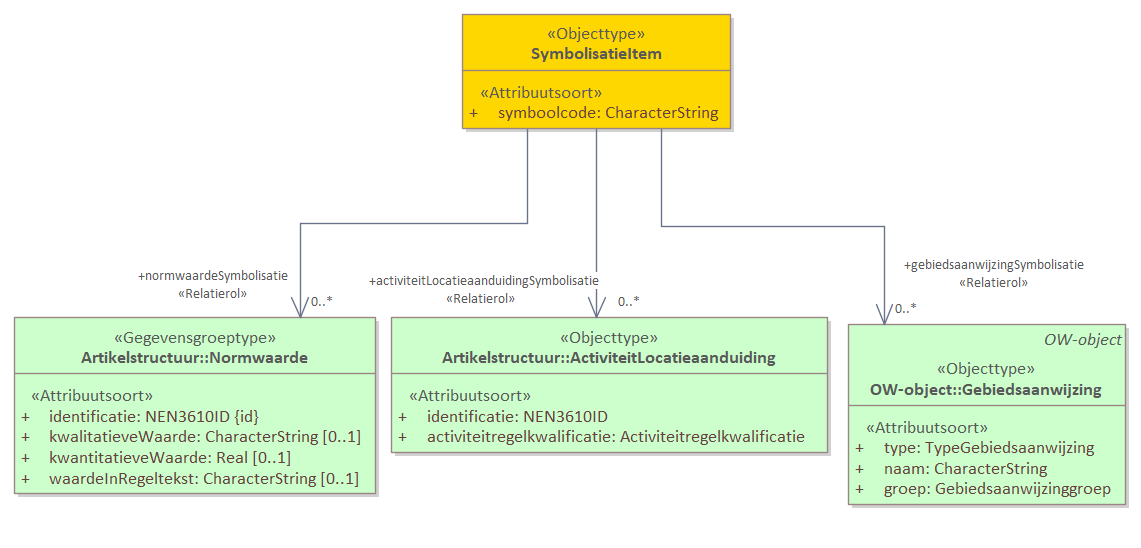 «Objecttype»
SymbolisatieItem
«Attribuutsoort»
+ symboolcode: CharacterString
+normwaardeSymbolisatie
«Relatierol»
0..*
+activiteitLocatieaanduidingSymbolisatie
«Relatierol»
0..*
+gebiedsaanwijzingSymbolisatie
«Relatierol»
0..*
«Gegevensgroeptype»
Artikelstructuur::Normwaarde
«Attribuutsoort»
+ identificatie: NEN3610ID {id}
+ kwalitatieveWaarde: CharacterString [0..1]
+ kwantitatieveWaarde: Real [0..1]
+ waardeInRegeltekst: CharacterString [0..1]
«Objecttype»
Artikelstructuur::ActiviteitLocatieaanduiding
«Attribuutsoort»
+ identificatie: NEN3610ID
+ activiteitregelkwalificatie: Activiteitregelkwalificatie
OW-object
«Objecttype»
OW-object::Gebiedsaanwijzing
«Attribuutsoort»
+ type: TypeGebiedsaanwijzing
+ naam: CharacterString
+ groep: Gebiedsaanwijzinggroep